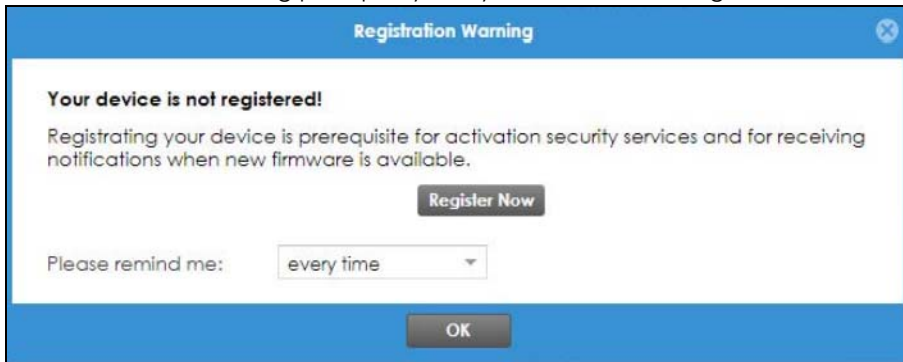 Registration Warning
Your device is not registered!
Registrating your device is prerequisite for activation security services and for receiving
notifications when new firmware is available.
Register Now
Please remind me: every time
OK